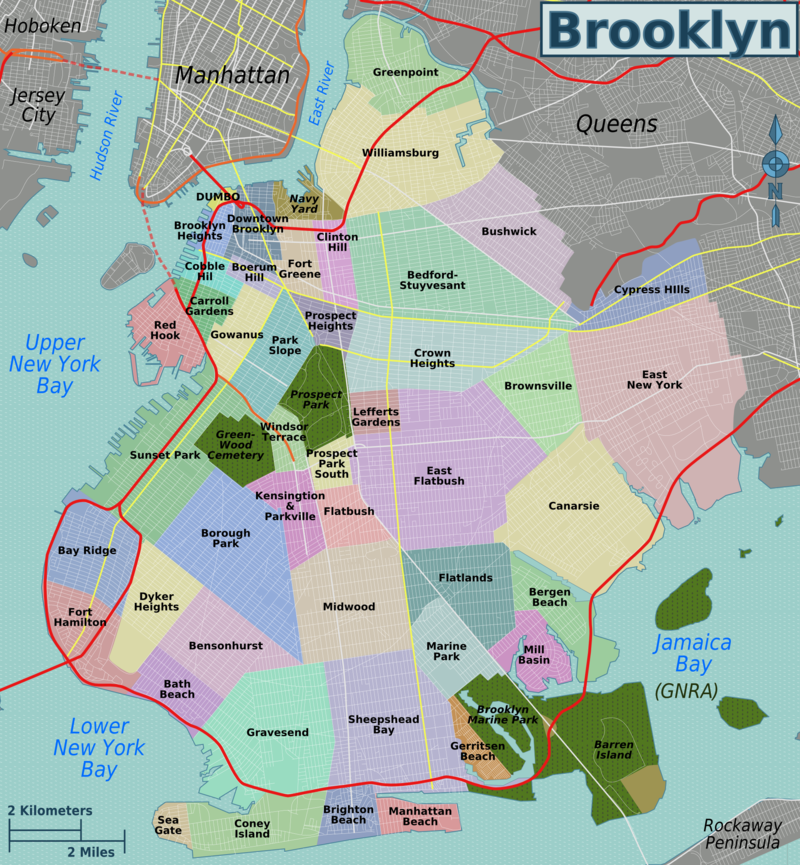 Brooklyn
Hoboken
Manhattan
Jersey
City
Hudson River
East River
Queens
N
Greenpoint
Williamsburg
DUMBO
Navy
Yard
Brooklyn
Heights
Downtown
Brooklyn
Clinton
Hill
Bushwick
Cobble
Hil
Boerum
Hill
Fort
Greene
Bedford-
Stuyvesant
Cypress HIlls
Carroll
Gardens
Red
Hook
Gowanus
Prospect
Heights
Park
Slope
Upper
New York
Bay
Crown
Heights
Brownsville
East
New York
Prospect
Park
Lefferts
Gardens
Green-
Wood
Cemetery
Windsor
Terrace
Sunset Park
Prospect
Park
South
East
Flatbush
Canarsie
Kensingtion
&
Parkville
Flatbush
Borough
Park
Bay Ridge
Flatlands
Bergen
Beach
Dyker
Heights
Midwood
Fort
Hamilton
Bensonhurst
Marine
Park
Mill
Basin
Jamaica
Bay
(GNRA)
Bath
Beach
Brooklyn
Marine Park
Sheepshead
Bay
Gravesend
Gerritsen
Beach
Barren
Island
Lower
New York
Bay
2 Kilometers
2 Miles
Sea
Gate
Coney
Island
Brighton
Beach
Manhattan
Beach
Rockaway
Peninsula